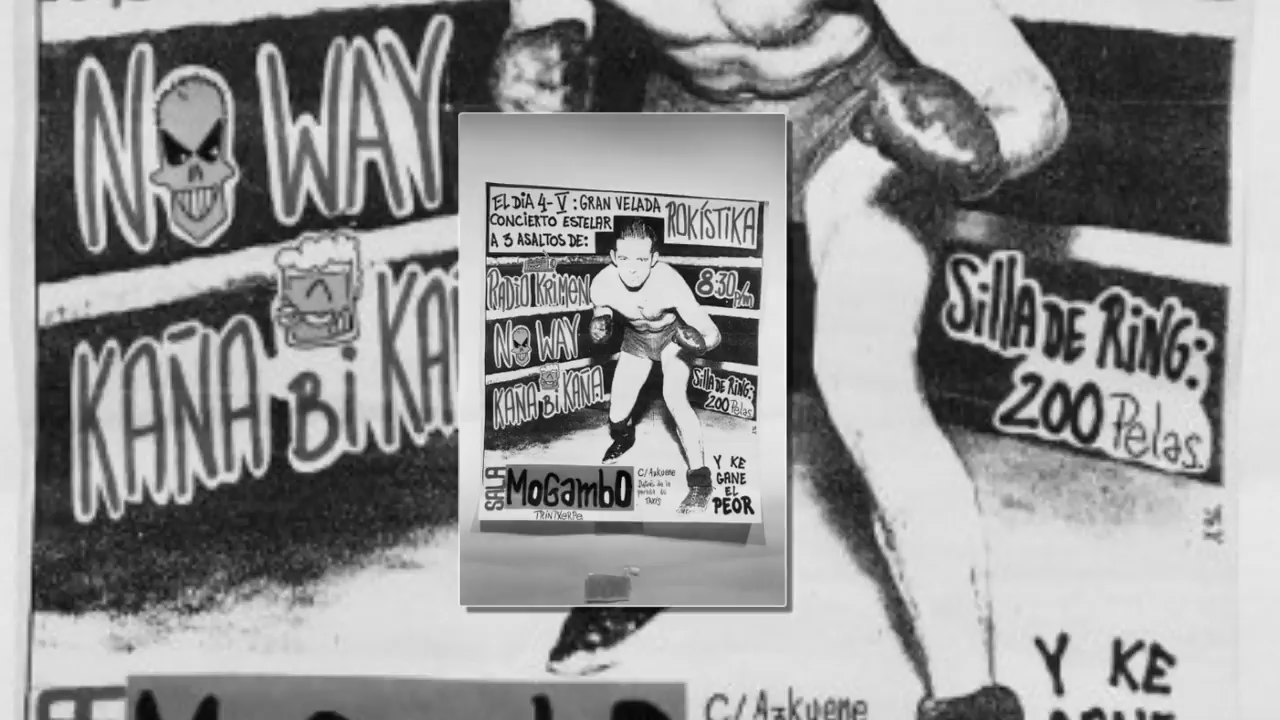 EL DIA 4-V: GRAN VELADA
CONCIERTO ESTELAR
A 3 ASALTOS DE:
ROKÍSTIKA
RADIO KRIMEN
8:30 p/m
NO WAY
KAÑA Bi KAÑA
SillA DE RiNG:
200 Pelas
SALA
MoGambO
TRiNTXerPe
C/Azkuene
Y KE
GANE
EL
PEOR
NO WAY
KAÑA Bi KA
SillA DE RiNG:
200 Pelas
Y KE
C/Azkuene